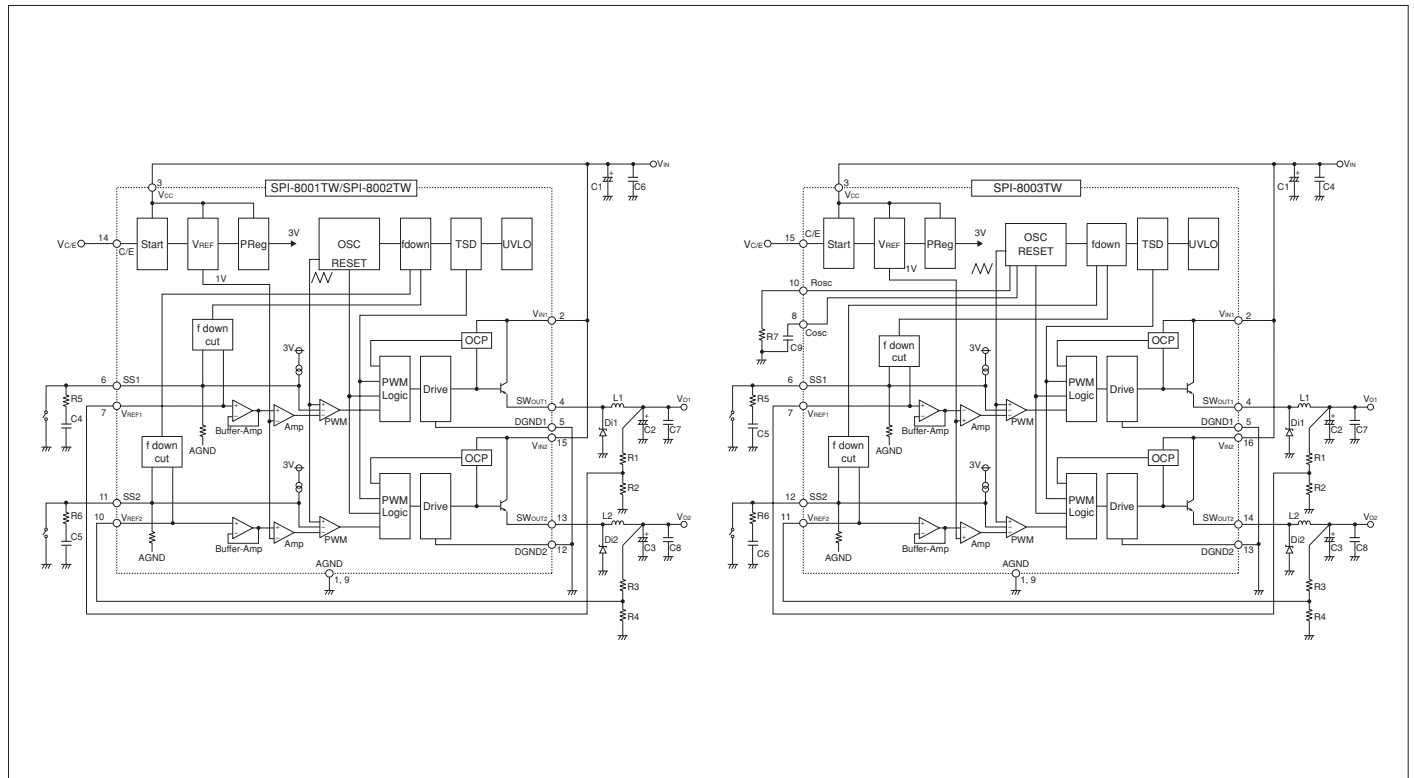 SPI-8001TW/SPI-8002TW
VIN
C1
+
C6
3
VCC
VC/E
14
C/E
Start
VREF
PReg
3V
OSC
RESET
fdown
TSD
UVLO
1V
f down
cut
3V
OCP
VIN1
2
PWM
Logic
Drive
6
SS1
R5
C4
7
VREF1
Buffer-Amp
Amp
PWM
AGND
SWOUT1
4
L1
VO1
DGND1
5
Di1
+
C2
C7
R1
R2
VIN2
15
f down
cut
3V
OCP
PWM
Logic
Drive
11
SS2
R6
C5
10
VREF2
Buffer-Amp
Amp
PWM
AGND
SWOUT2
13
L2
VO2
DGND2
12
Di2
+
C3
C8
R3
R4
AGND
1, 9
SPI-8003TW
VIN
C1
+
C4
3
VCC
VC/E
15
C/E
Start
VREF
PReg
3V
OSC
RESET
fdown
TSD
UVLO
1V
10
Rosc
8
Cosc
R7
C9
f down
cut
3V
OCP
VIN1
2
PWM
Logic
Drive
6
SS1
R5
C5
7
VREF1
Buffer-Amp
Amp
PWM
AGND
SWOUT1
4
L1
VO1
DGND1
5
Di1
+
C2
C7
R1
R2
VIN2
16
f down
cut
3V
OCP
PWM
Logic
Drive
12
SS2
R6
C6
11
VREF2
Buffer-Amp
Amp
PWM
AGND
SWOUT2
14
L2
VO2
DGND2
13
Di2
+
C3
C8
R3
R4
AGND
1, 9